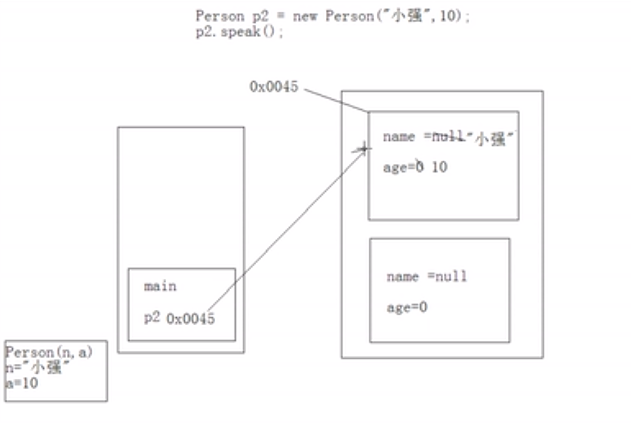 Person p2 = new Person("小强",10);
p2.speak();
0x0045
name =null "小强"
age=0 10
main
p2 0x0045
name =null
age=0
Person(n,a)
n="小强"
a=10